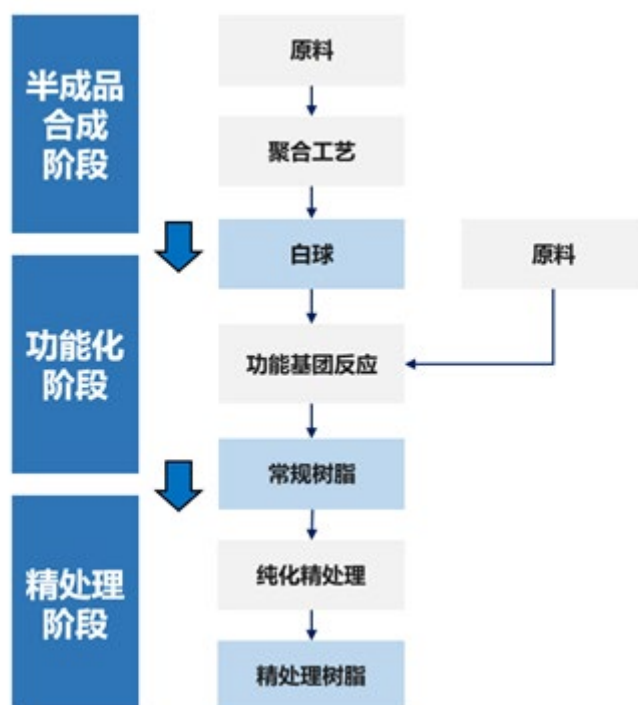 半成品
合成
阶段
原料
聚合工艺
白球
原料
功能化
阶段
功能基团反应
常规树脂
精处理
阶段
纯化精处理
精处理树脂